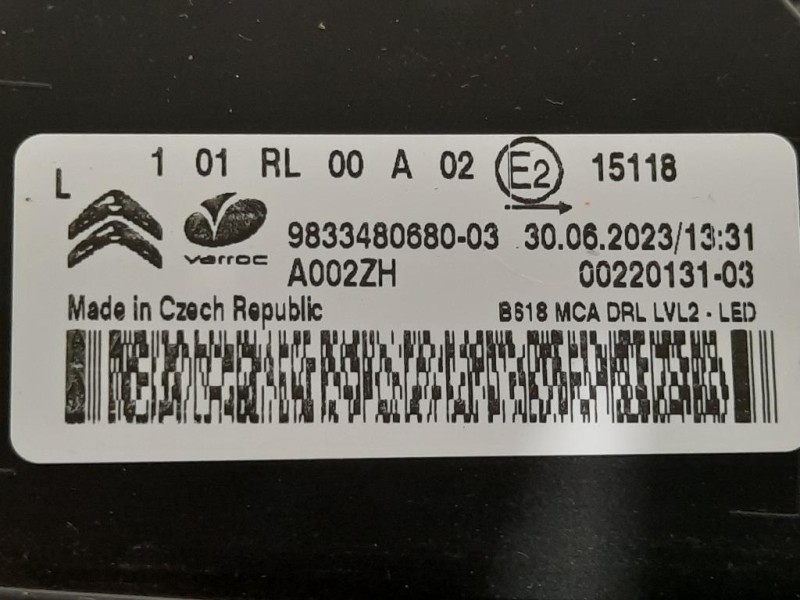 L 1 01 RL 00 A 02 E2 15118
varroc 9833480680-03 30.06.2023/13:31
A002ZH 00220131-03
Made in Czech Republic B618 MCA DRL LVL2 - LED